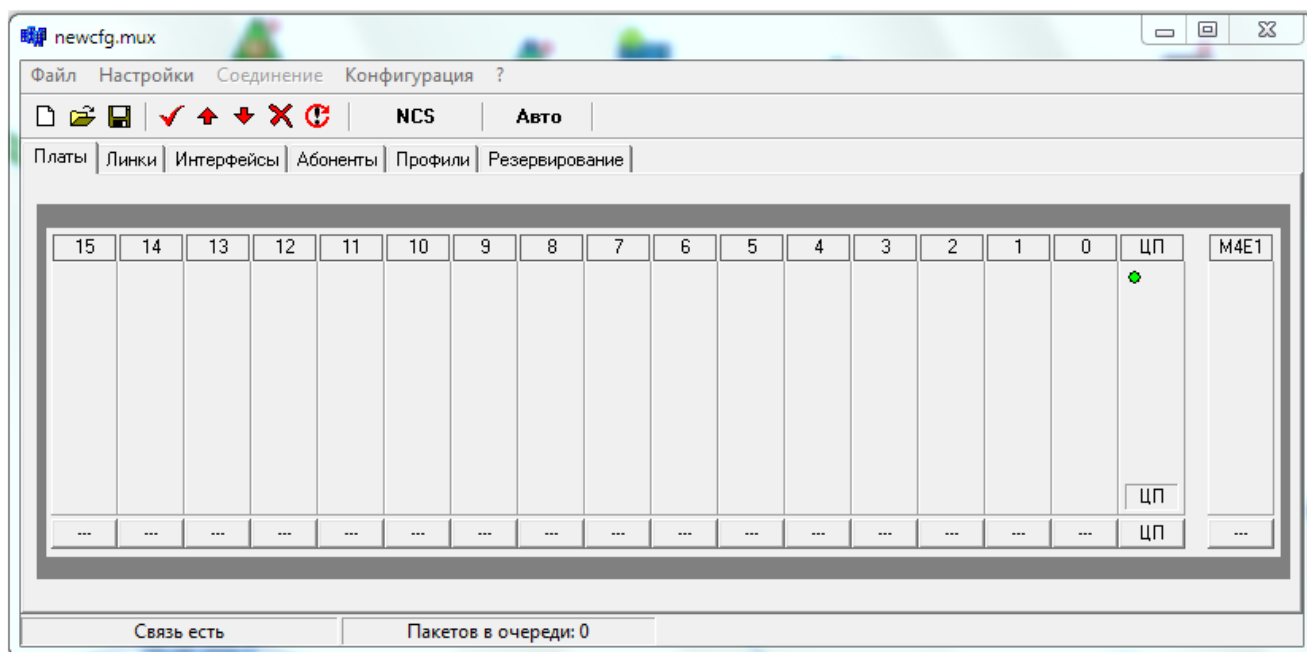 newcfg.mux
Файл Настройки Соединение Конфигурация ?
NCS Авто
Платы Линки Интерфейсы Абоненты Профили Резервирование
15 14 13 12 11 10 9 8 7 6 5 4 3 2 1 0 ЦП M4E1
ЦП
--- --- --- --- --- --- --- --- --- --- --- --- --- --- --- --- ЦП ---
Связь есть Пакетов в очереди: 0